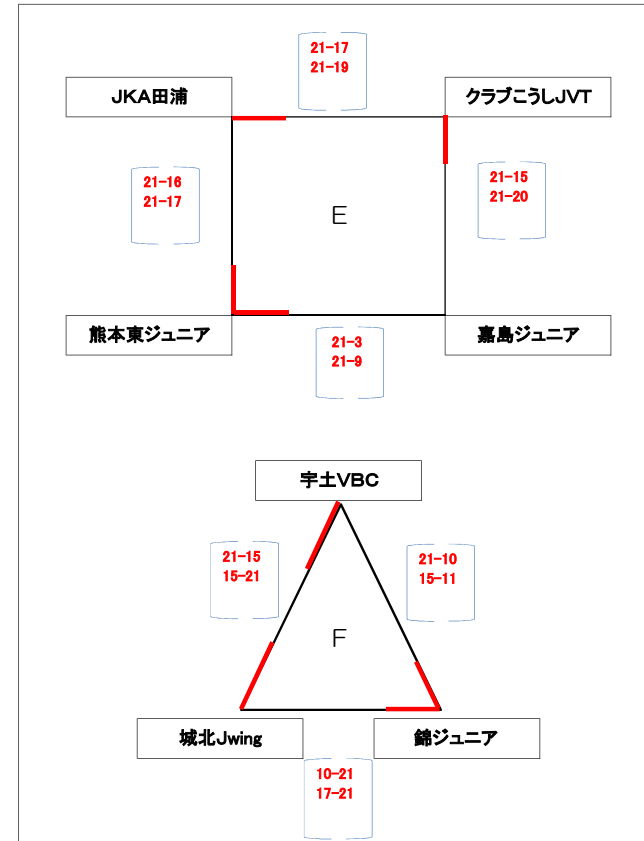 21-17
21-19
JKA田浦
クラブこうしJVT
21-16
21-17
21-15
21-20
E
熊本東ジュニア
嘉島ジュニア
21-3
21-9
宇土VBC
21-15
15-21
21-10
15-11
F
城北Jwing
錦ジュニア
10-21
17-21